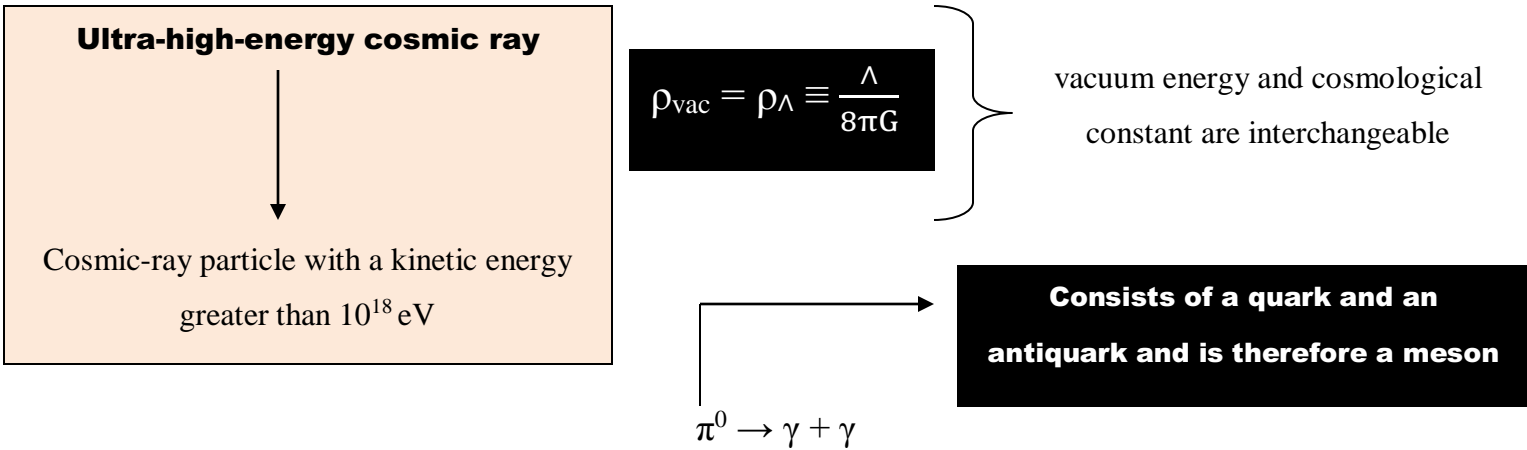 Ultra-high-energy cosmic ray
Cosmic-ray particle with a kinetic energy
greater than 10¹⁸ eV
ρvac = ρΛ ≡ Λ/8πG
vacuum energy and cosmological
constant are interchangeable
Consists of a quark and an
antiquark and is therefore a meson
π⁰ → γ + γ